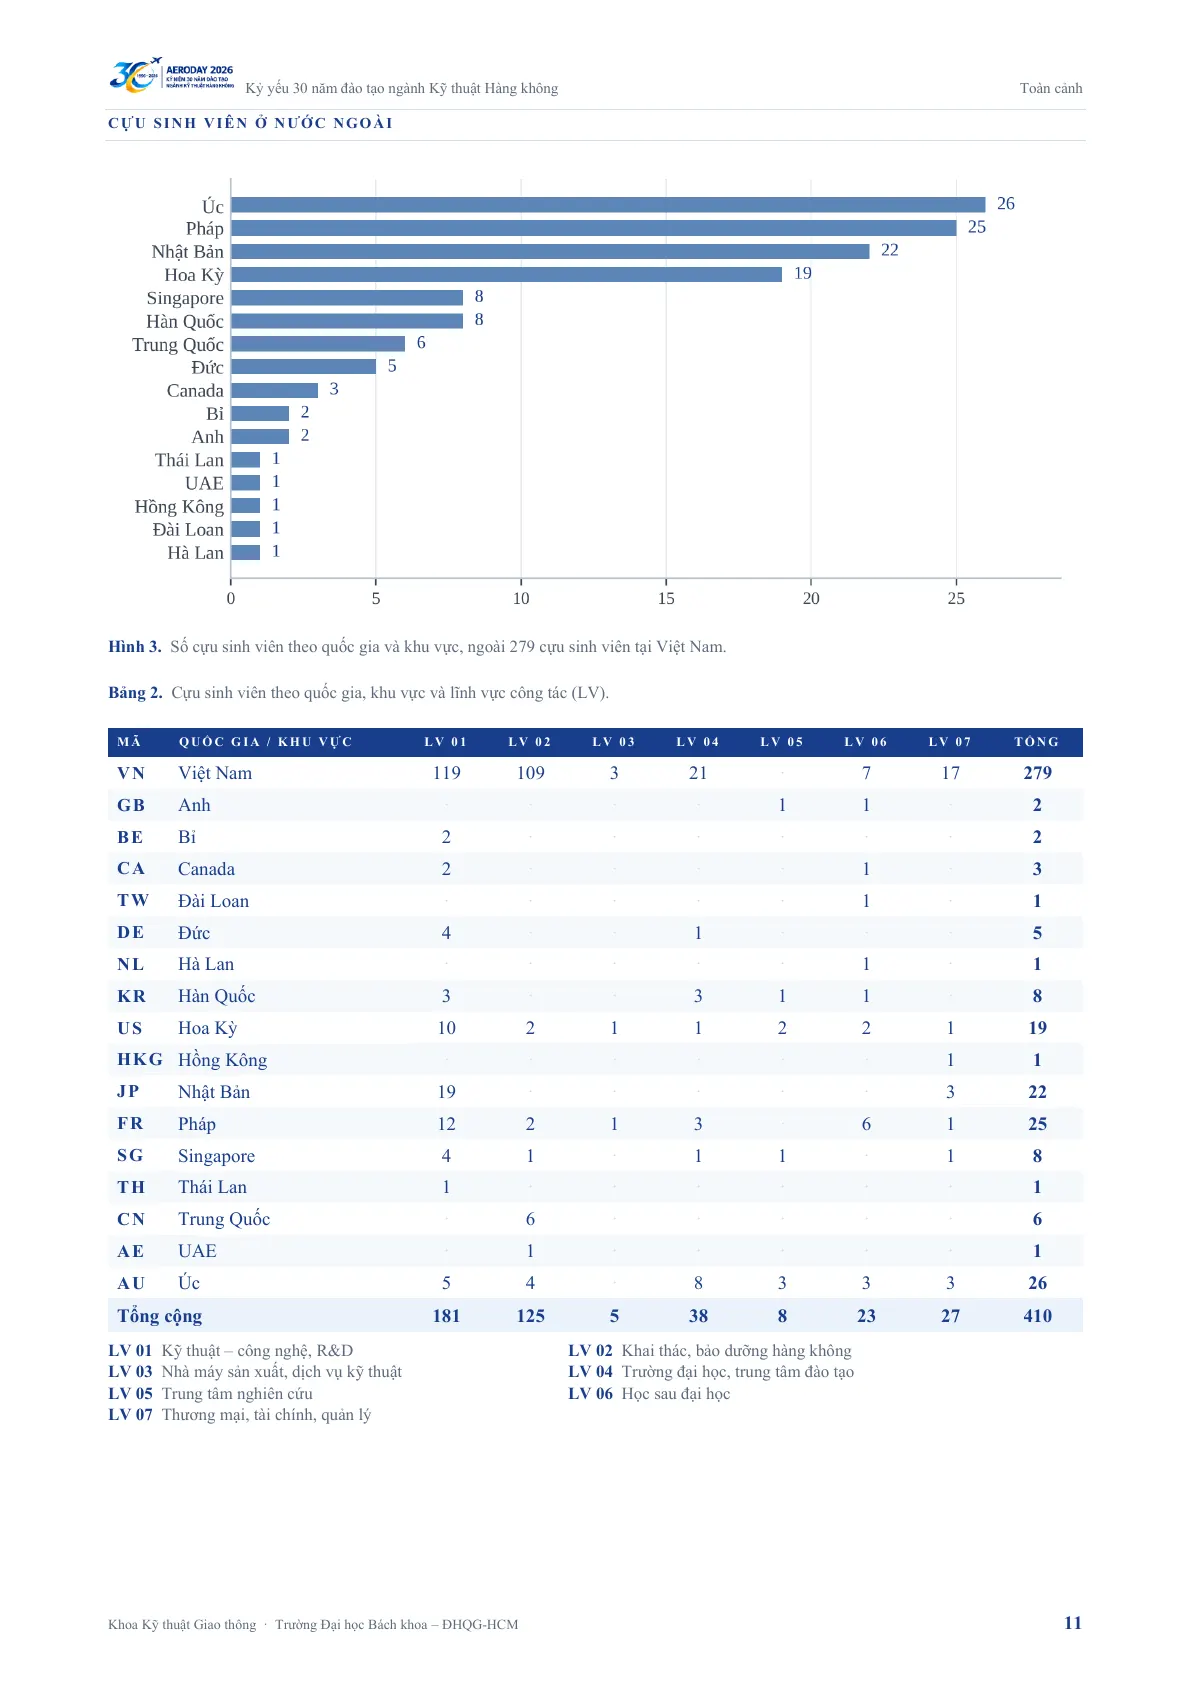 30 AERODAY 2026
1996 - 2026 KỶ NIỆM 30 NĂM ĐÀO TẠO
NGÀNH KỸ THUẬT HÀNG KHÔNG
Kỷ yếu 30 năm đào tạo ngành Kỹ thuật Hàng không Toàn cảnh
CỰU SINH VIÊN Ở NƯỚC NGOÀI
Úc 26
Pháp 25
Nhật Bản 22
Hoa Kỳ 19
Singapore 8
Hàn Quốc 8
Trung Quốc 6
Đức 5
Canada 3
Bỉ 2
Anh 2
Thái Lan 1
UAE 1
Hồng Kông 1
Đài Loan 1
Hà Lan 1
0 5 10 15 20 25
Hình 3. Số cựu sinh viên theo quốc gia và khu vực, ngoài 279 cựu sinh viên tại Việt Nam.
Bảng 2. Cựu sinh viên theo quốc gia, khu vực và lĩnh vực công tác (LV).
MÃ QUỐC GIA / KHU VỰC LV 01 LV 02 LV 03 LV 04 LV 05 LV 06 LV 07 TỔNG
VN Việt Nam 119 109 3 21 · 7 17 279
GB Anh · · · · 1 1 · 2
BE Bỉ 2 · · · · · · 2
CA Canada 2 · · · · 1 · 3
TW Đài Loan · · · · · 1 · 1
DE Đức 4 · · 1 · · · 5
NL Hà Lan · · · · · 1 · 1
KR Hàn Quốc 3 · · 3 1 1 · 8
US Hoa Kỳ 10 2 1 1 2 2 1 19
HKG Hồng Kông · · · · · · 1 1
JP Nhật Bản 19 · · · · · 3 22
FR Pháp 12 2 1 3 · 6 1 25
SG Singapore 4 1 · 1 1 · 1 8
TH Thái Lan 1 · · · · · · 1
CN Trung Quốc · 6 · · · · · 6
AE UAE · 1 · · · · · 1
AU Úc 5 4 · 8 3 3 3 26
Tổng cộng 181 125 5 38 8 23 27 410
LV 01 Kỹ thuật – công nghệ, R&D LV 02 Khai thác, bảo dưỡng hàng không
LV 03 Nhà máy sản xuất, dịch vụ kỹ thuật LV 04 Trường đại học, trung tâm đào tạo
LV 05 Trung tâm nghiên cứu LV 06 Học sau đại học
LV 07 Thương mại, tài chính, quản lý
Khoa Kỹ thuật Giao thông · Trường Đại học Bách khoa – ĐHQG-HCM 11